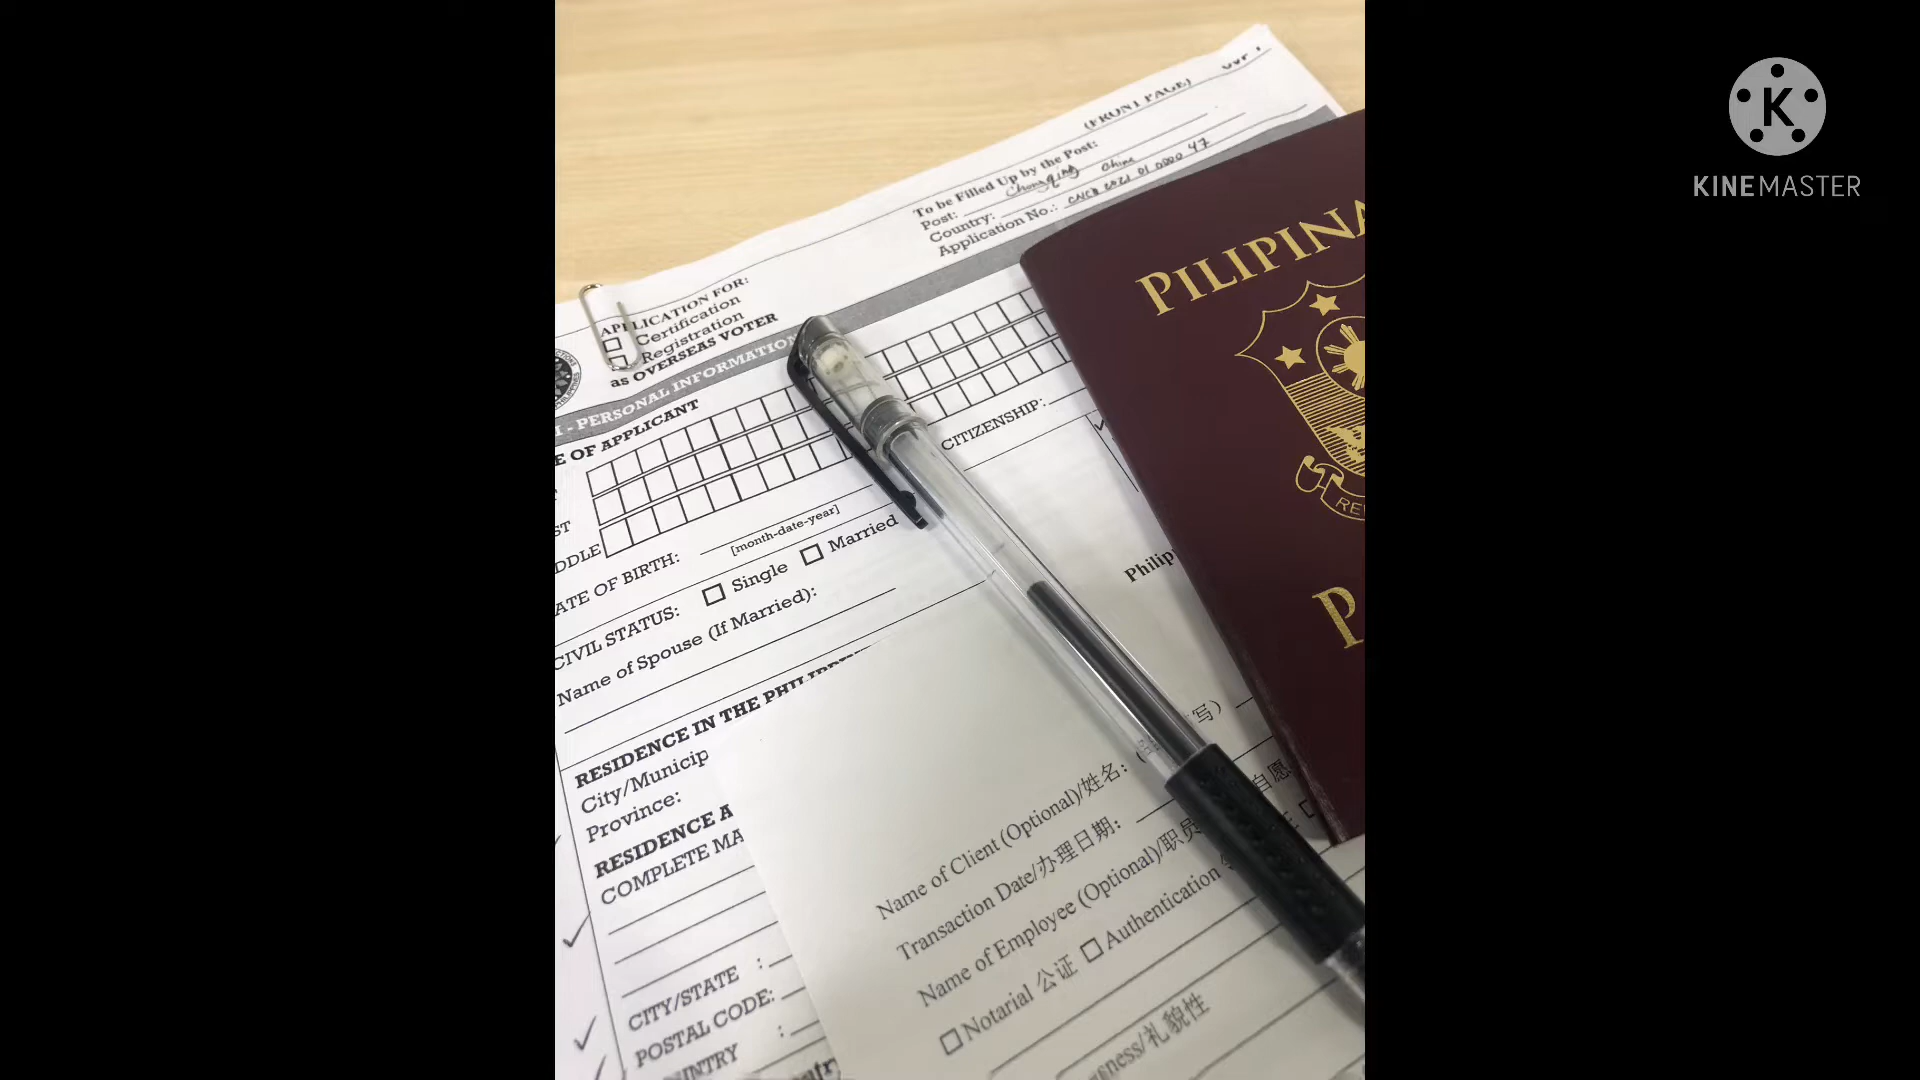 (FRONT PAGE)
To be Filled Up by the Post:
Post: Chongqing
Country: China
Application No.:
APPLICATION FOR:
Certification
Registration
as OVERSEAS VOTER
- PERSONAL INFORMATION
E OF APPLICANT
ST
DDLE
CITIZENSHIP:
ATE OF BIRTH:
[month-date-year]
CIVIL STATUS: Single Married
Name of Spouse (If Married):
RESIDENCE IN THE
City/Municip
Province:
RESIDENCE A
COMPLETE MA
CITY/STATE :
POSTAL CODE:
UNTRY :
Philip
写）
Name of Client (Optional)/姓名:
自愿
Transaction Date/办理日期:
Name of Employee (Optional)/职员
Notarial 公证 Authentication
ness/礼貌性
PILIPINA
P
KINEMASTER